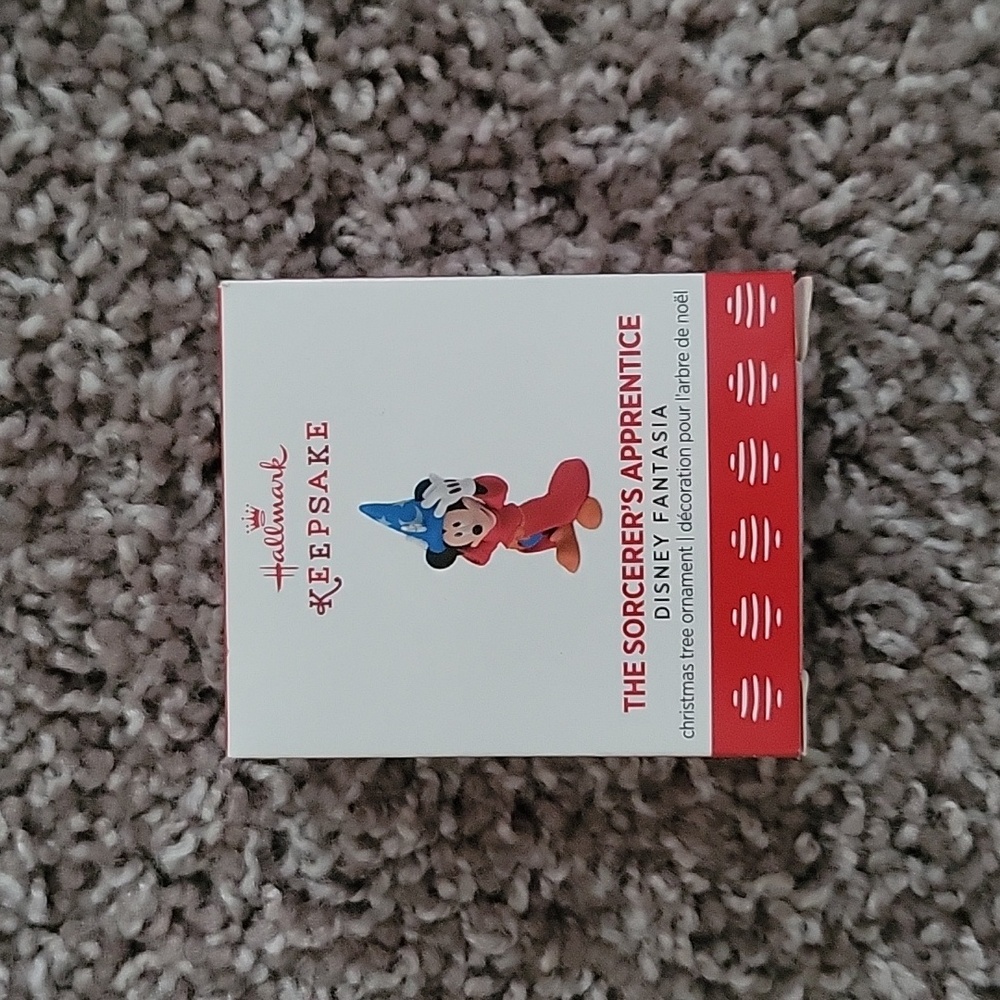 Hallmark
KEEPSAKE
THE SORCERER'S APPRENTICE
DISNEY FANTASIA
christmas tree ornament | décoration pour l'arbre de noël